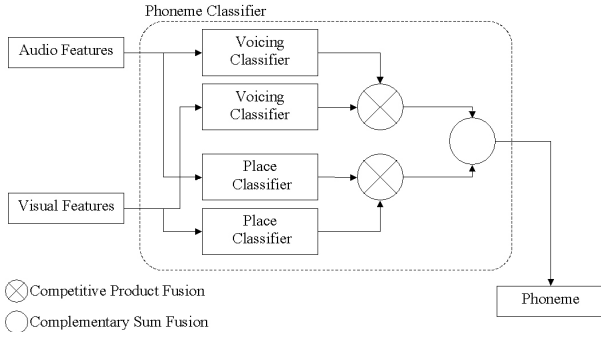 Phoneme Classifier
Audio Features
Voicing
Classifier
Voicing
Classifier
Place
Classifier
Visual Features
Place
Classifier
Competitive Product Fusion
Phoneme
Complementary Sum Fusion